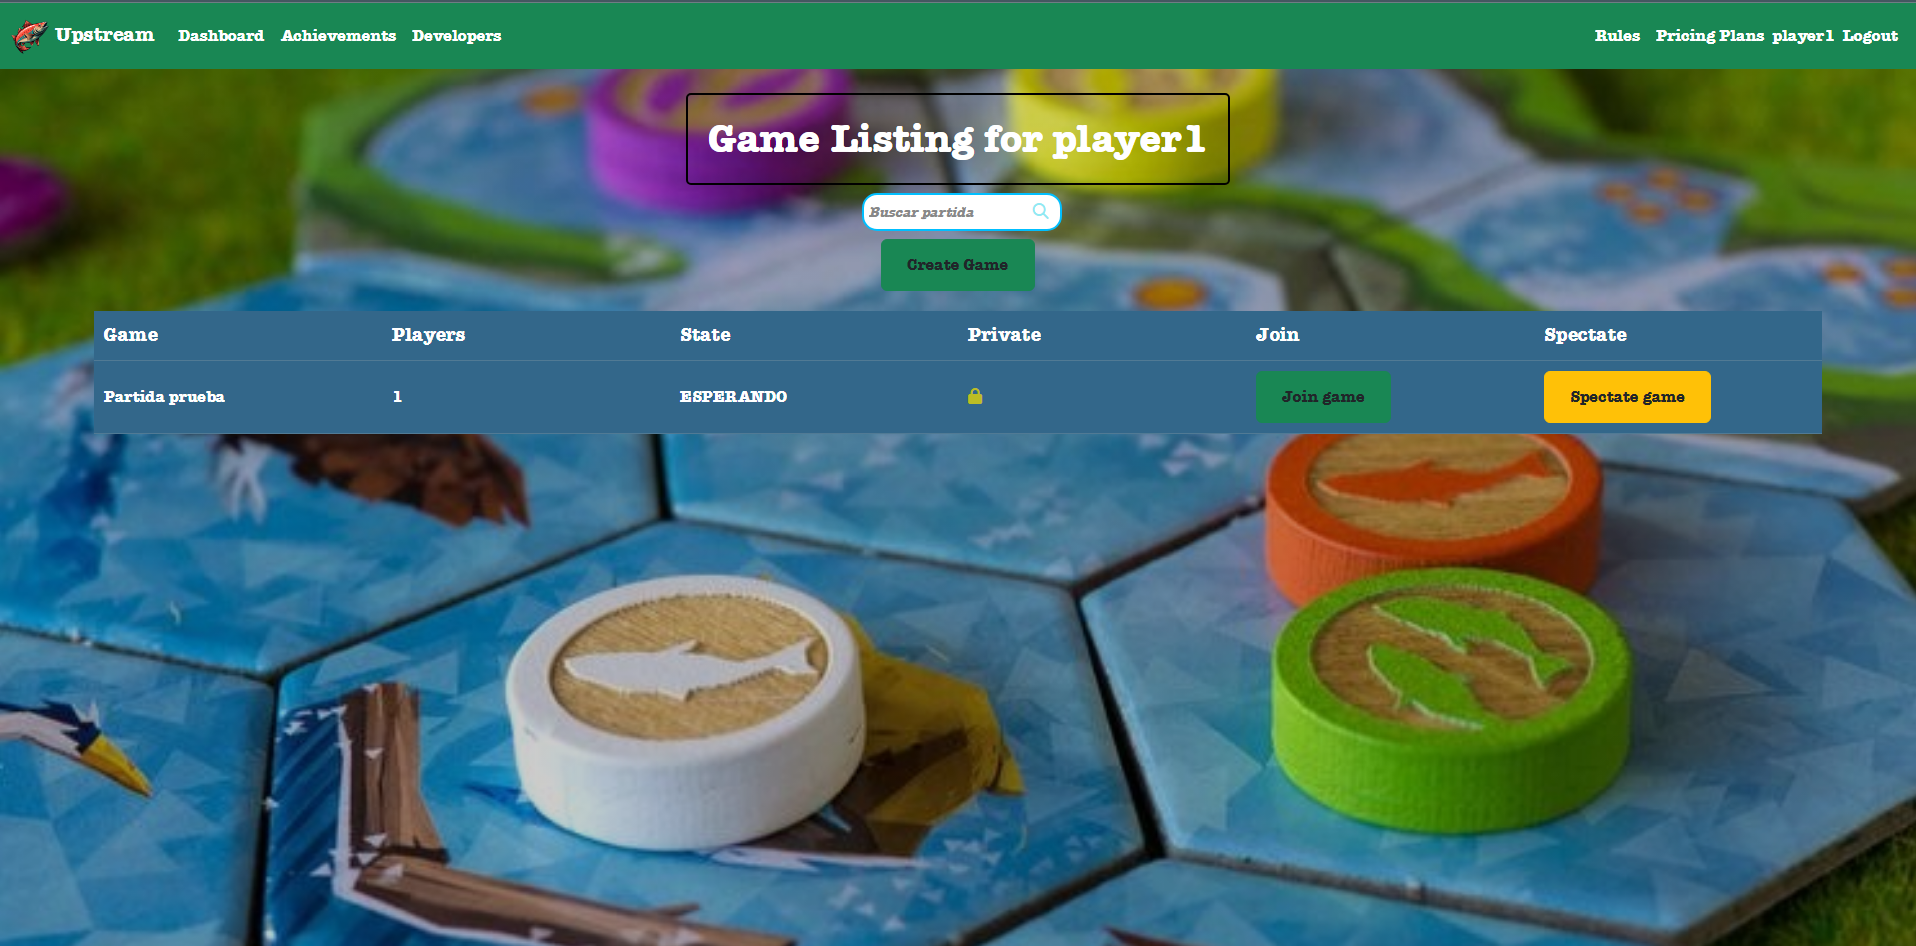 Upstream Dashboard Achievements Developers Rules Pricing Plans player1 Logout
Game Listing for player1
Buscar partida
Create Game
Game Players State Private Join Spectate
Partida prueba 1 ESPERANDO Join game Spectate game